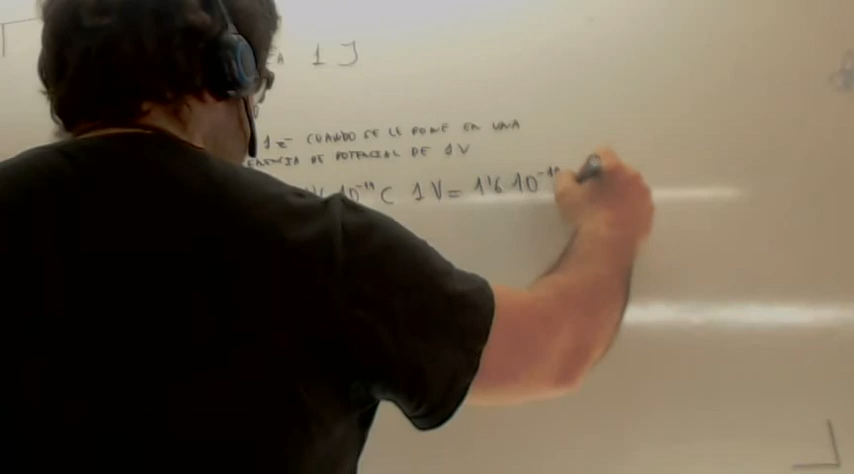 1 J
1 e⁻ CUANDO SE LE PONE EN UNA
DE POTENCIAL DE 1 V
10⁻¹⁹ C 1 V = 1'6 10⁻¹⁹